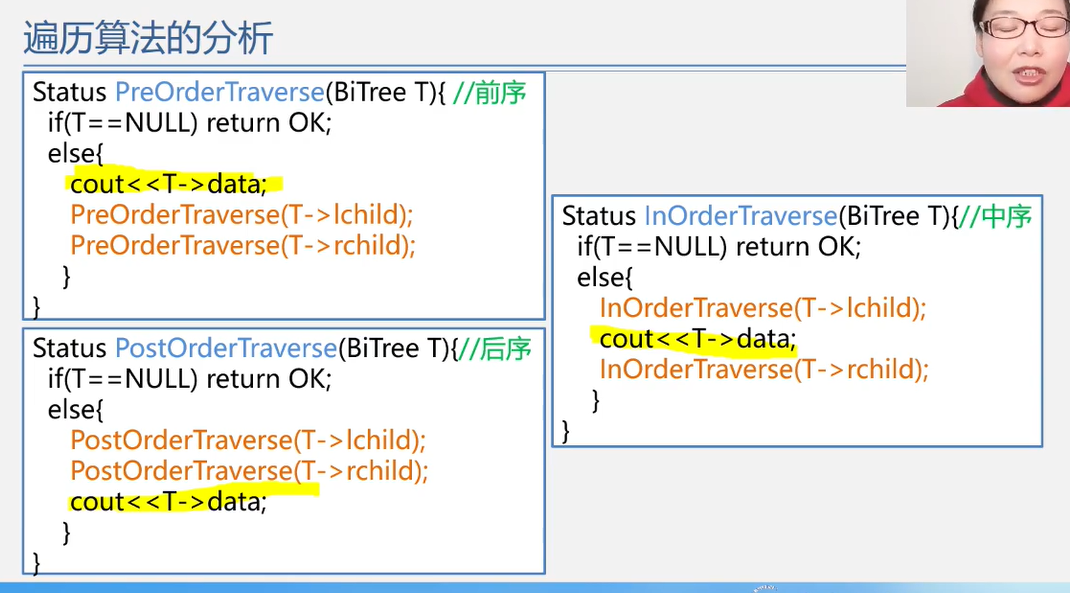 遍历算法的分析
Status PreOrderTraverse(BiTree T){ //前序
if(T==NULL) return OK;
else{
cout<<T->data;
PreOrderTraverse(T->lchild);
PreOrderTraverse(T->rchild);
}
}
Status PostOrderTraverse(BiTree T){//后序
if(T==NULL) return OK;
else{
PostOrderTraverse(T->lchild);
PostOrderTraverse(T->rchild);
cout<<T->data;
}
}
Status InOrderTraverse(BiTree T){//中序
if(T==NULL) return OK;
else{
InOrderTraverse(T->lchild);
cout<<T->data;
InOrderTraverse(T->rchild);
}
}